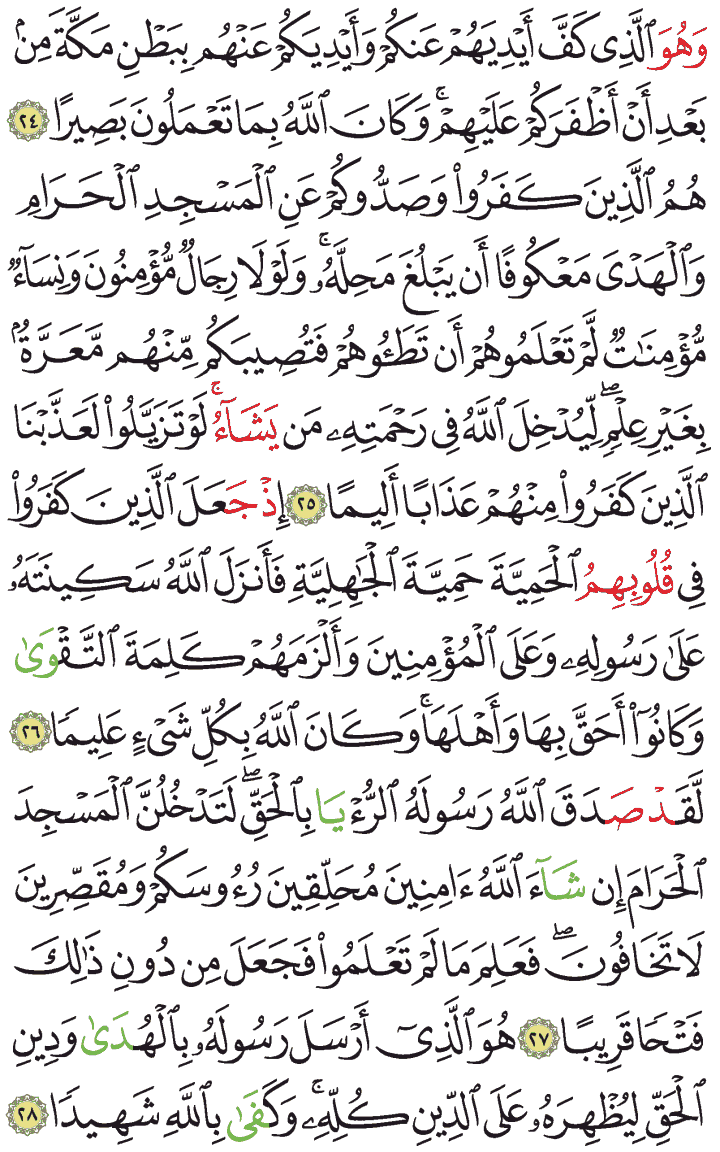 وَهُوَ ٱلَّذِى كَفَّ أَيْدِيَهُمْ عَنكُمْ وَأَيْدِيَكُمْ عَنْهُم بِبَطْنِ مَكَّةَ مِنۢ
بَعْدِ أَنْ أَظْفَرَكُمْ عَلَيْهِمْ ۚ وَكَانَ ٱللَّهُ بِمَا تَعْمَلُونَ بَصِيرًا ٢٤
هُمُ ٱلَّذِينَ كَفَرُوا۟ وَصَدُّوكُمْ عَنِ ٱلْمَسْجِدِ ٱلْحَرَامِ
وَٱلْهَدْىَ مَعْكُوفًا أَن يَبْلُغَ مَحِلَّهُۥ ۚ وَلَوْلَا رِجَالٌ مُّؤْمِنُونَ وَنِسَآءٌ
مُّؤْمِنَـٰتٌ لَّمْ تَعْلَمُوهُمْ أَن تَطَـُٔوهُمْ فَتُصِيبَكُم مِّنْهُم مَّعَرَّةٌۢ
بِغَيْرِ عِلْمٍ ۖ لِّيُدْخِلَ ٱللَّهُ فِى رَحْمَتِهِۦ مَن يَشَآءُ ۚ لَوْ تَزَيَّلُوا۟ لَعَذَّبْنَا
ٱلَّذِينَ كَفَرُوا۟ مِنْهُمْ عَذَابًا أَلِيمًا ٢٥ إِذْ جَعَلَ ٱلَّذِينَ كَفَرُوا۟
فِى قُلُوبِهِمُ ٱلْحَمِيَّةَ حَمِيَّةَ ٱلْجَـٰهِلِيَّةِ فَأَنزَلَ ٱللَّهُ سَكِينَتَهُۥ
عَلَىٰ رَسُولِهِۦ وَعَلَى ٱلْمُؤْمِنِينَ وَأَلْزَمَهُمْ كَلِمَةَ ٱلتَّقْوَىٰ
وَكَانُوٓا۟ أَحَقَّ بِهَا وَأَهْلَهَا ۚ وَكَانَ ٱللَّهُ بِكُلِّ شَىْءٍ عَلِيمًا ٢٦
لَّقَدْ صَدَقَ ٱللَّهُ رَسُولَهُ ٱلرُّءْيَا بِٱلْحَقِّ ۖ لَتَدْخُلُنَّ ٱلْمَسْجِدَ
ٱلْحَرَامَ إِن شَآءَ ٱللَّهُ ءَامِنِينَ مُحَلِّقِينَ رُءُوسَكُمْ وَمُقَصِّرِينَ
لَا تَخَافُونَ ۖ فَعَلِمَ مَا لَمْ تَعْلَمُوا۟ فَجَعَلَ مِن دُونِ ذَٰلِكَ
فَتْحًا قَرِيبًا ٢٧ هُوَ ٱلَّذِىٓ أَرْسَلَ رَسُولَهُۥ بِٱلْهُدَىٰ وَدِينِ
ٱلْحَقِّ لِيُظْهِرَهُۥ عَلَى ٱلدِّينِ كُلِّهِۦ ۚ وَكَفَىٰ بِٱللَّهِ شَهِيدًا ٢٨